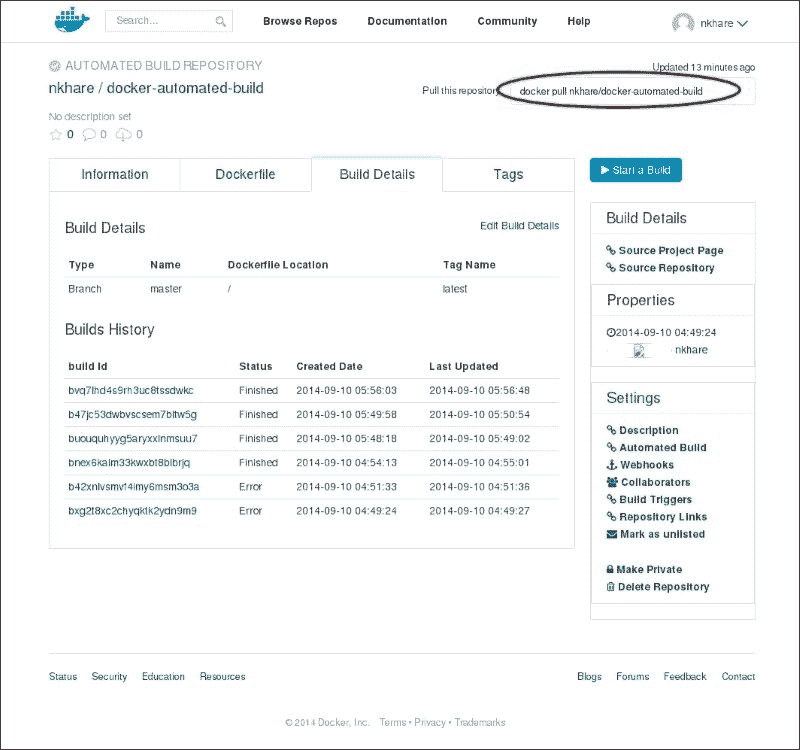 Search...
Browse Repos Documentation Community Help
nkhare
AUTOMATED BUILD REPOSITORY
Updated 13 minutes ago
nkhare / docker-automated-build
Pull this repository docker pull nkhare/docker-automated-build
No description set
0 0 0
Information Dockerfile Build Details Tags
Start a Build
Build Details
Edit Build Details
Type Name Dockerfile Location Tag Name
Branch master / latest
Builds History
build Id Status Created Date Last Updated
Finished 2014-09-10 05:56:03 2014-09-10 05:56:48
Finished 2014-09-10 05:49:58 2014-09-10 05:50:54
Finished 2014-09-10 05:48:18 2014-09-10 05:49:02
Finished 2014-09-10 04:54:13 2014-09-10 04:55:01
Error 2014-09-10 04:51:33 2014-09-10 04:51:36
Error 2014-09-10 04:49:24 2014-09-10 04:49:27
Build Details
Source Project Page
Source Repository
Properties
2014-09-10 04:49:24
nkhare
Settings
Description
Automated Build
Webhooks
Collaborators
Build Triggers
Repository Links
Mark as unlisted
Make Private
Delete Repository
Status Security Education Resources
Blogs Forums Feedback Contact
© 2014 Docker, Inc. Terms • Privacy • Trademarks